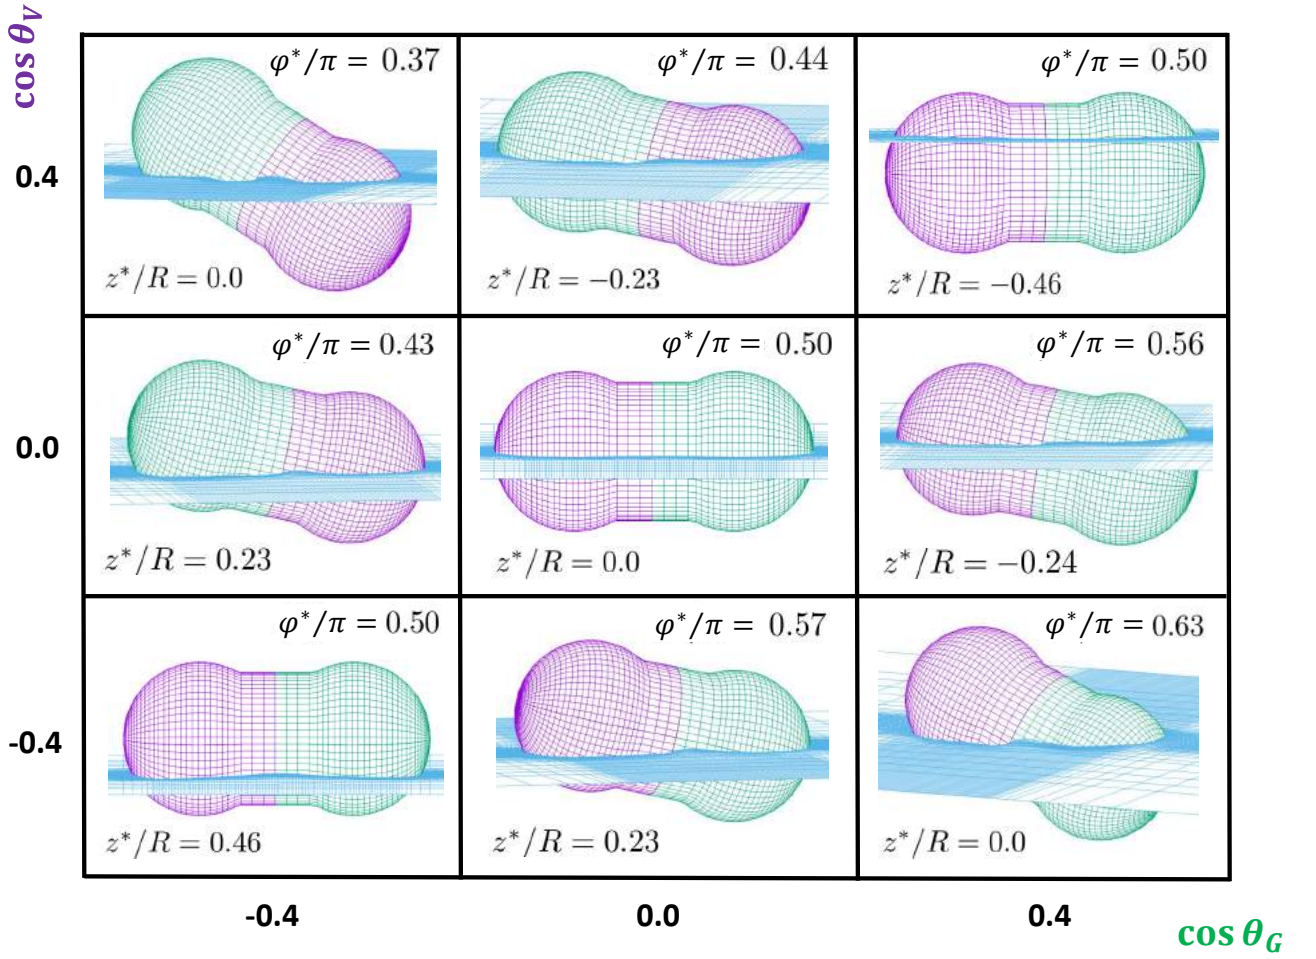 cos θ_V
φ*/π = 0.37
φ*/π = 0.44
φ*/π = 0.50
0.4
z*/R = 0.0
z*/R = −0.23
z*/R = −0.46
φ*/π = 0.43
φ*/π = 0.50
φ*/π = 0.56
0.0
z*/R = 0.23
z*/R = 0.0
z*/R = −0.24
φ*/π = 0.50
φ*/π = 0.57
φ*/π = 0.63
-0.4
z*/R = 0.46
z*/R = 0.23
z*/R = 0.0
-0.4
0.0
0.4
cos θ_G